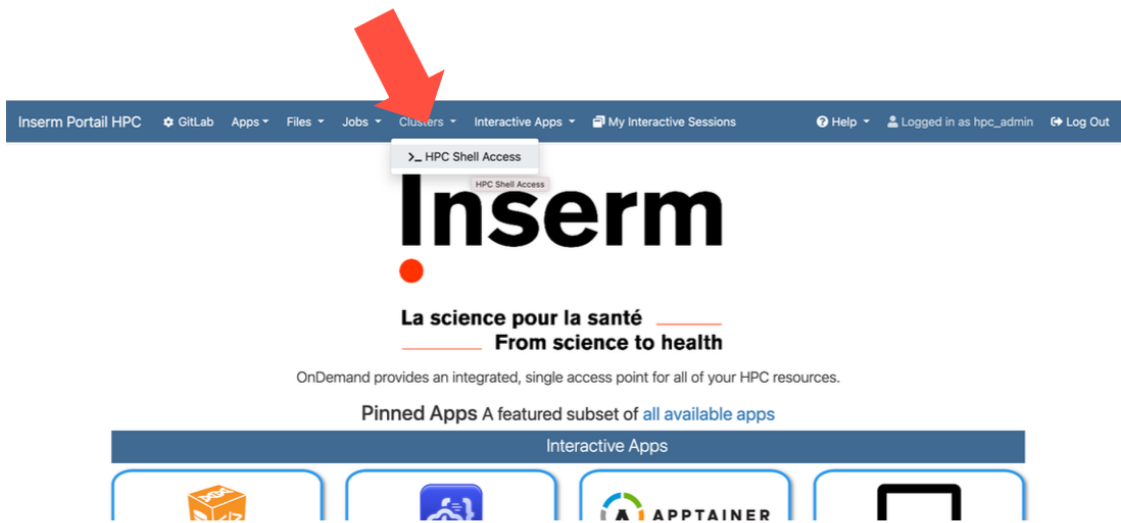 Inserm Portail HPC GitLab Apps Files Jobs Clusters Interactive Apps My Interactive Sessions Help Logged in as hpc_admin Log Out
>_ HPC Shell Access
HPC Shell Access
Inserm
La science pour la santé
From science to health
OnDemand provides an integrated, single access point for all of your HPC resources.
Pinned Apps A featured subset of all available apps
Interactive Apps
APPTAINER